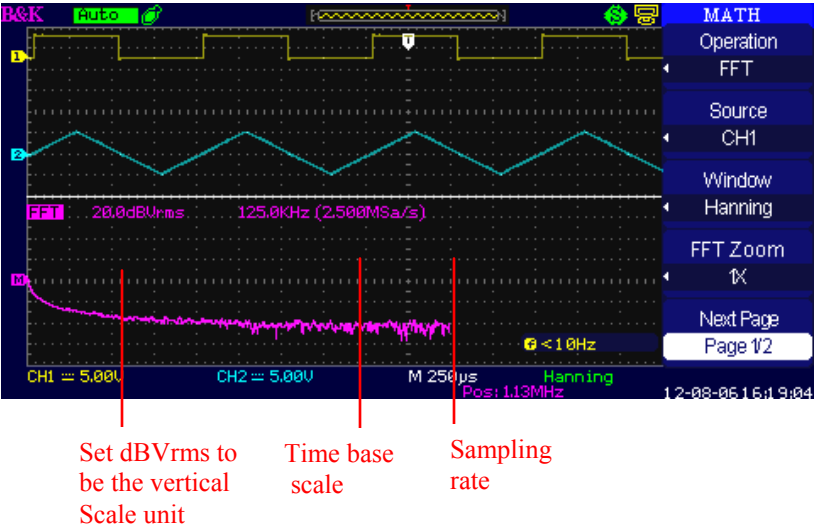 B&K Auto T S MATH
Operation
FFT
Source
CH1
Window
Hanning
FFT Zoom
1X
Next Page
Page 1/2
1
T
2
FFT 20.0dBVrms 125.0KHz (2.500MSa/s)
M
f <10Hz
CH1 5.00V CH2 5.00V M 250µs Hanning
Pos:1.13MHz
12-08-06 16:19:04
Set dBVrms to
be the vertical
Scale unit
Time base
scale
Sampling
rate